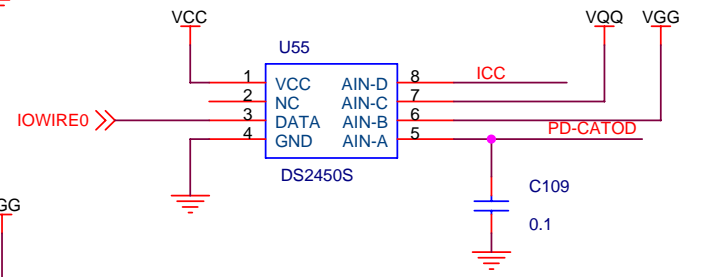 VCC
VQQ
VGG
U55
1
VCC
AIN-D
8
ICC
2
NC
AIN-C
7
IOWIRE0
3
DATA
AIN-B
6
4
GND
AIN-A
5
PD-CATOD
DS2450S
C109
0.1
GG